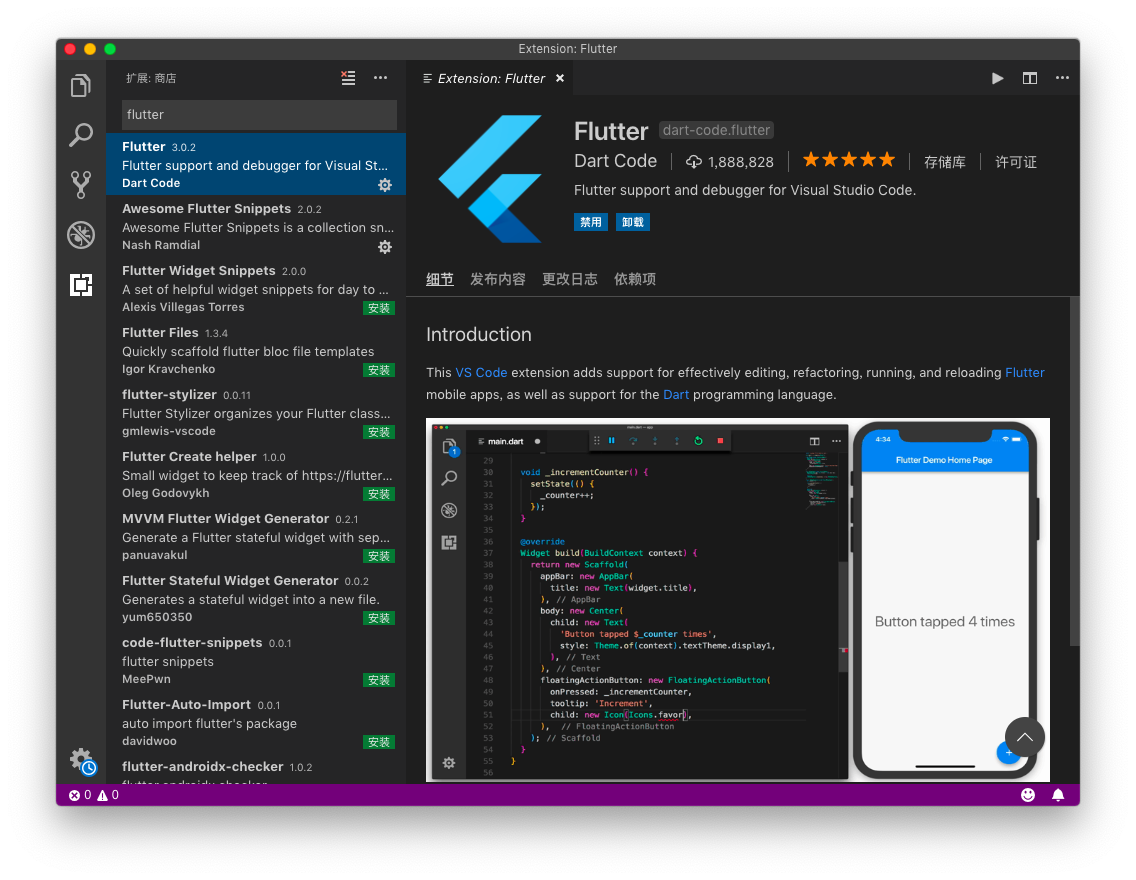 Extension: Flutter
扩展: 商店
flutter
Flutter 3.0.2
Flutter support and debugger for Visual St...
Dart Code
Awesome Flutter Snippets 2.0.2
Awesome Flutter Snippets is a collection sn...
Nash Ramdial
Flutter Widget Snippets 2.0.0
A set of helpful widget snippets for day to ...
Alexis Villegas Torres 安装
Flutter Files 1.3.4
Quickly scaffold flutter bloc file templates
Igor Kravchenko 安装
flutter-stylizer 0.0.11
Flutter Stylizer organizes your Flutter class...
gmlewis-vscode 安装
Flutter Create helper 1.0.0
Small widget to keep track of https://flutter...
Oleg Godovykh 安装
MVVM Flutter Widget Generator 0.2.1
Generate a Flutter stateful widget with sep...
panuavakul 安装
Flutter Stateful Widget Generator 0.0.2
Generates a stateful widget into a new file.
yum650350 安装
code-flutter-snippets 0.0.1
flutter snippets
MeePwn 安装
Flutter-Auto-Import 0.0.1
auto import flutter's package
davidwoo 安装
flutter-androidx-checker 1.0.2
flutter androidx checker
Extension: Flutter
Flutter dart-code.flutter
Dart Code 1,888,828 存储库 许可证
Flutter support and debugger for Visual Studio Code.
禁用 卸载
细节 发布内容 更改日志 依赖项
Introduction
This VS Code extension adds support for effectively editing, refactoring, running, and reloading Flutter
mobile apps, as well as support for the Dart programming language.
main.dart — app
main.dart
1
29
30 void _incrementCounter() {
31 setState(() {
32 _counter++;
33 });
34 }
35
36 @override
37 Widget build(BuildContext context) {
38 return new Scaffold(
39 appBar: new AppBar(
40 title: new Text(widget.title),
41 ), // AppBar
42 body: new Center(
43 child: new Text(
44 'Button tapped $_counter times',
45 style: Theme.of(context).textTheme.display1,
46 ), // Text
47 ), // Center
48 floatingActionButton: new FloatingActionButton(
49 onPressed: _incrementCounter,
50 tooltip: 'Increment',
51 child: new Icon(Icons.favor),
52 ), // FloatingActionButton
53 ); // Scaffold
54 }
55 }
56
4:34
Flutter Demo Home Page
Button tapped 4 times
+
0 0